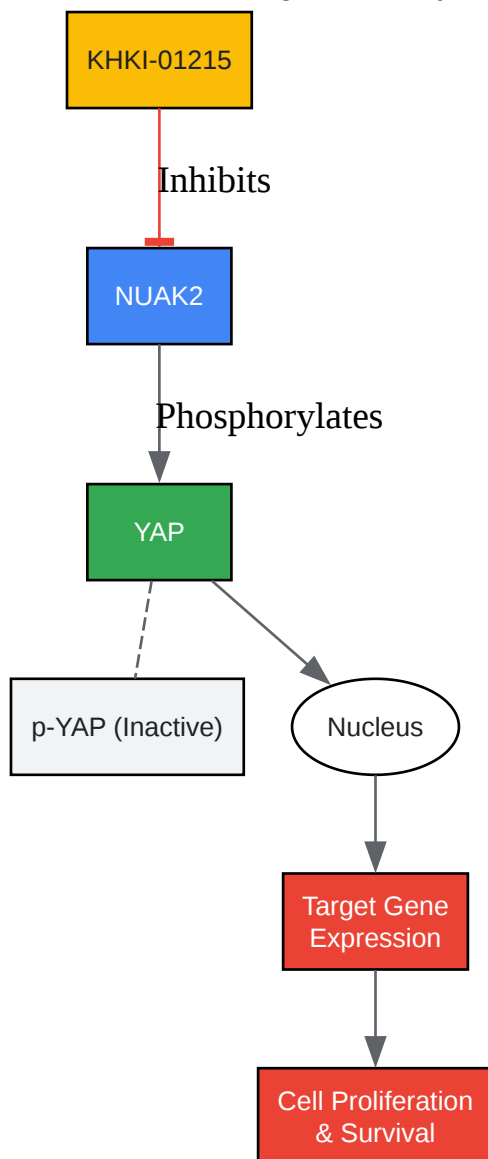 KHKI-01215
Inhibits
NUAK2
Phosphorylates
YAP
p-YAP (Inactive)
Nucleus
Target Gene
Expression
Cell Proliferation
& Survival